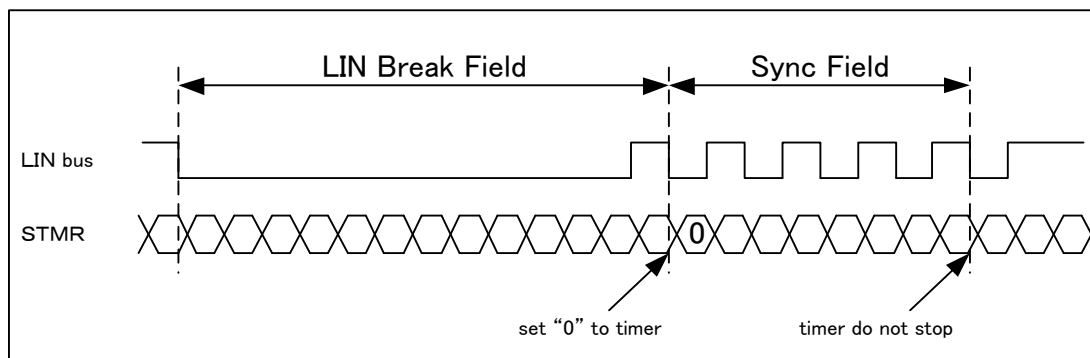 LIN Break Field
Sync Field
LIN bus
STMR
0
set “0” to timer
timer do not stop